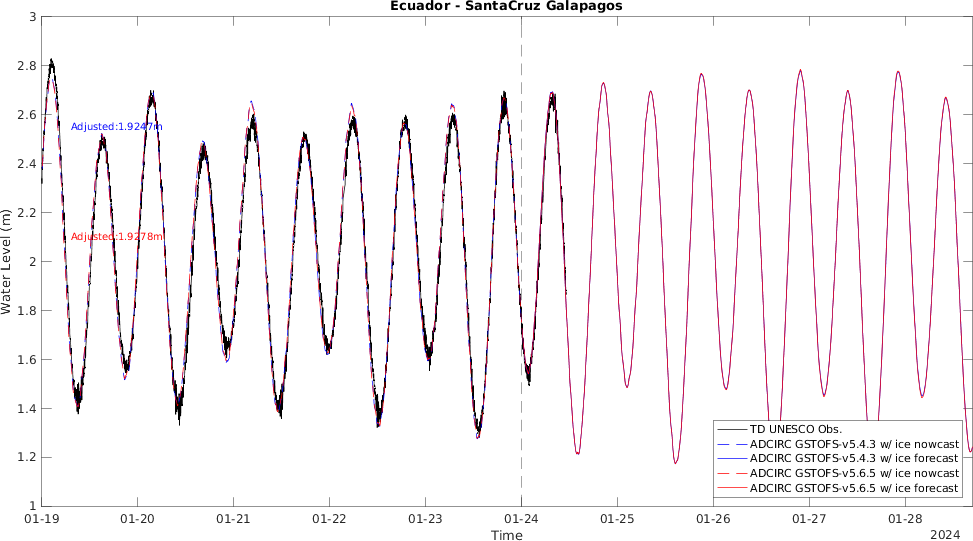 Ecuador - SantaCruz Galapagos
3
2.8
2.6
2.4
2.2
2
1.8
1.6
1.4
1.2
1
Water Level (m)
Adjusted:1.9247m
Adjusted:1.9278m
TD UNESCO Obs.
ADCIRC GSTOFS-v5.4.3 w/ ice nowcast
ADCIRC GSTOFS-v5.4.3 w/ ice forecast
ADCIRC GSTOFS-v5.6.5 w/ ice nowcast
ADCIRC GSTOFS-v5.6.5 w/ ice forecast
01-19 01-20 01-21 01-22 01-23 01-24 01-25 01-26 01-27 01-28
Time
2024